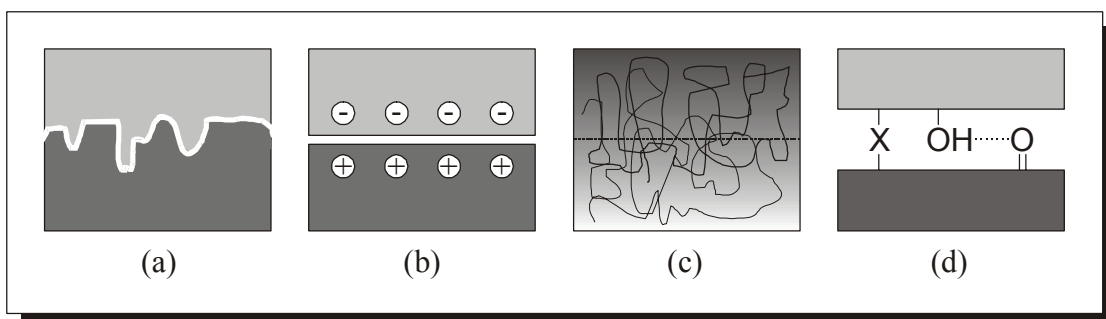 - - - -
+ + + +
X OH O
(a) (b) (c) (d)